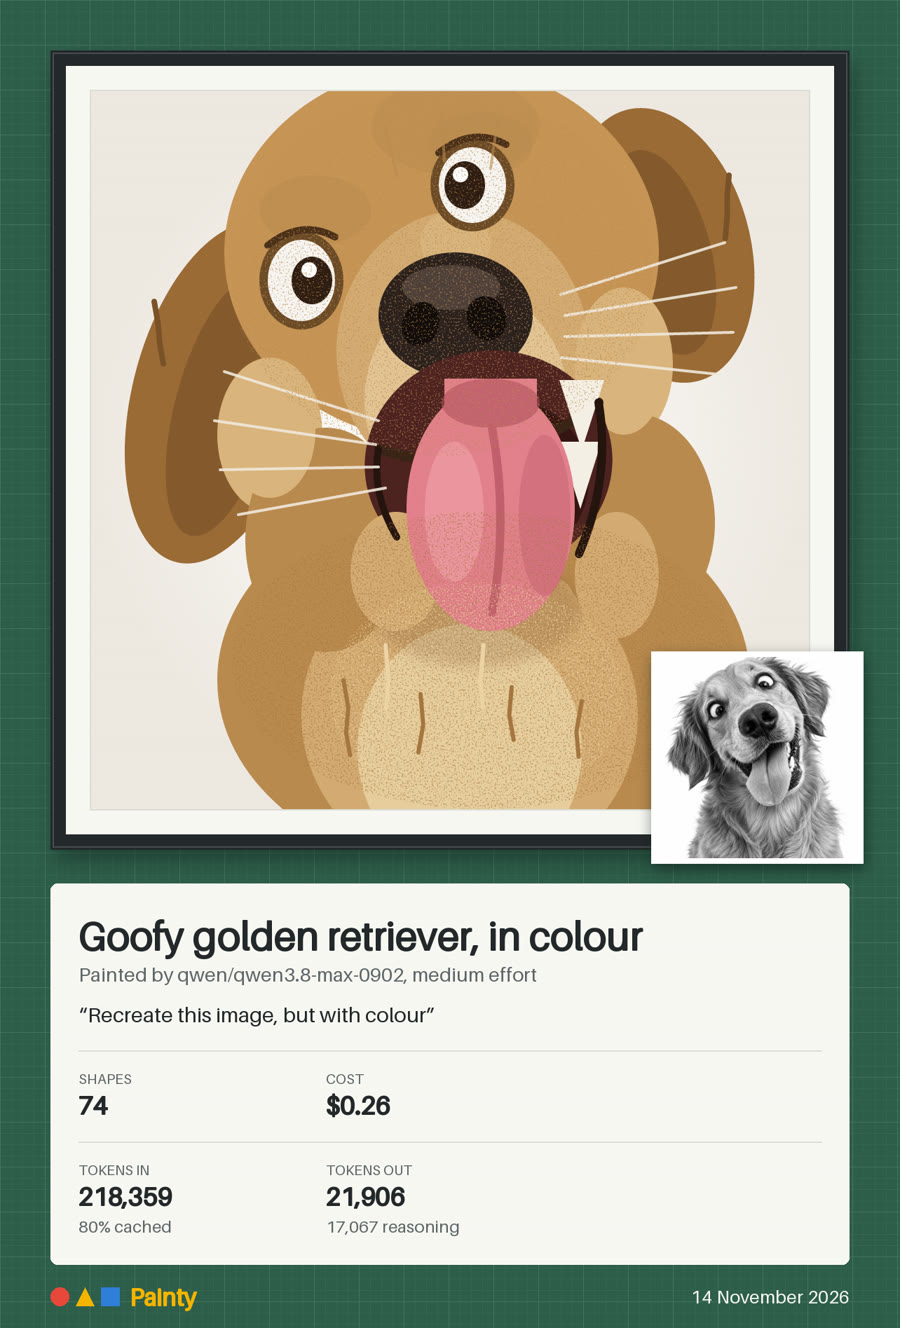 Goofy golden retriever, in colour
Painted by qwen/qwen3.8-max-0902, medium effort
“Recreate this image, but with colour”
SHAPES
74
COST
$0.26
TOKENS IN
218,359
80% cached
TOKENS OUT
21,906
17,067 reasoning
Painty
14 November 2026